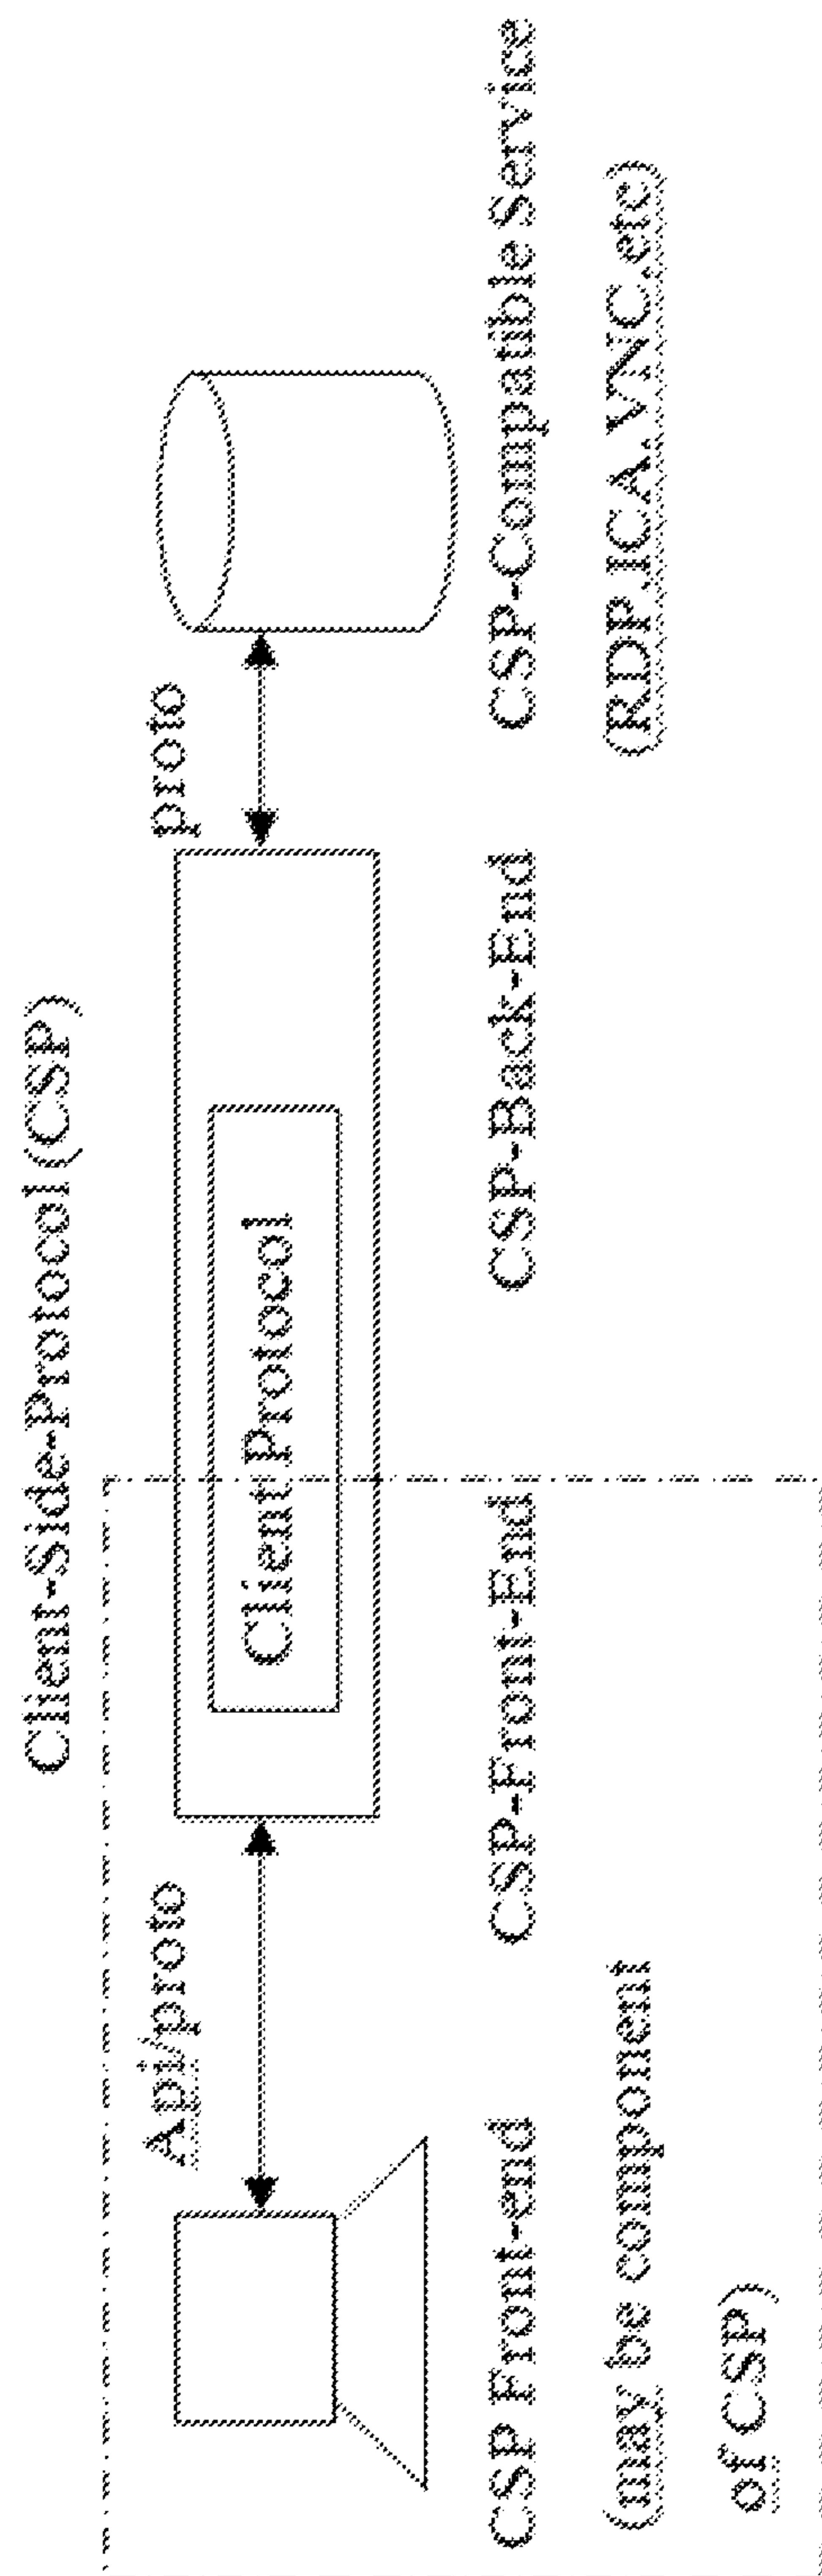 Client-Side-Protocol (CSP)
Api/proto
proto
Client Protocol
CSP Front-end
(may be component
of CSP)
CSP-Front-End
CSP-Back-End
CSP-Compatible Service
(RDP,ICA,VNC,etc)